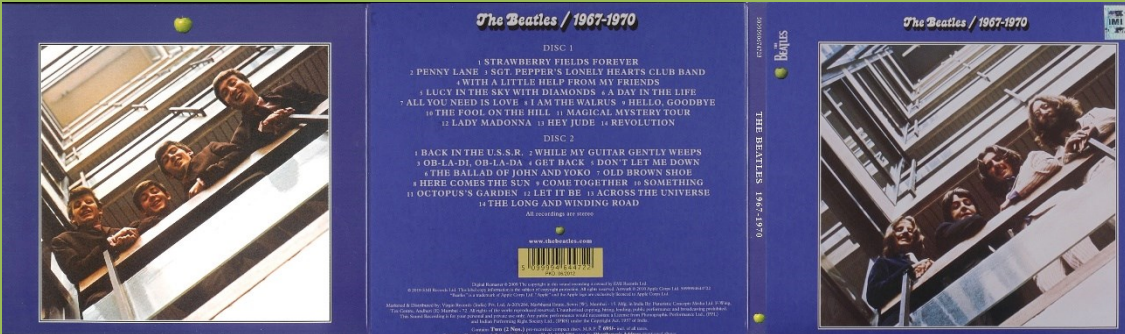 The Beatles / 1967-1970
DISC 1
1 STRAWBERRY FIELDS FOREVER
2 PENNY LANE 3 SGT. PEPPER'S LONELY HEARTS CLUB BAND
4 WITH A LITTLE HELP FROM MY FRIENDS
5 LUCY IN THE SKY WITH DIAMONDS 6 A DAY IN THE LIFE
7 ALL YOU NEED IS LOVE 8 I AM THE WALRUS 9 HELLO, GOODBYE
10 THE FOOL ON THE HILL 11 MAGICAL MYSTERY TOUR
12 LADY MADONNA 13 HEY JUDE 14 REVOLUTION
DISC 2
1 BACK IN THE U.S.S.R. 2 WHILE MY GUITAR GENTLY WEEPS
3 OB-LA-DI, OB-LA-DA 4 GET BACK 5 DON'T LET ME DOWN
6 THE BALLAD OF JOHN AND YOKO 7 OLD BROWN SHOE
8 HERE COMES THE SUN 9 COME TOGETHER 10 SOMETHING
11 OCTOPUS'S GARDEN 12 LET IT BE 13 ACROSS THE UNIVERSE
14 THE LONG AND WINDING ROAD
All recordings are stereo
www.thebeatles.com
5 099994 844722
THE BEATLES
THE BEATLES 1967-1970
The Beatles / 1967-1970
IMI